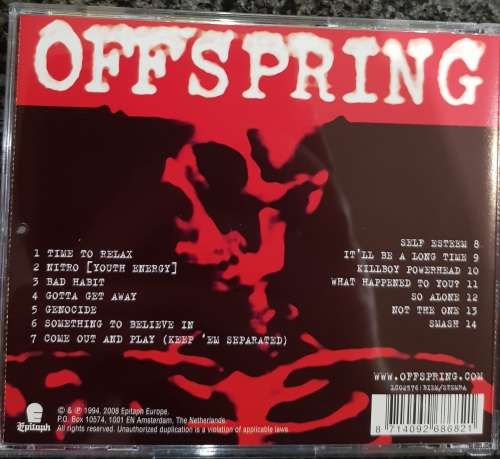 OFFSPRING
1 TIME TO RELAX
2 NITRO [YOUTH ENERGY]
3 BAD HABIT
4 GOTTA GET AWAY
5 GENOCIDE
6 SOMETHING TO BELIEVE IN
7 COME OUT AND PLAY (KEEP 'EM SEPARATED)
SELF ESTEEM 8
IT'LL BE A LONG TIME 9
KILLBOY POWERHEAD 10
WHAT HAPPENED TO YOU? 11
SO ALONE 12
NOT THE ONE 13
SMASH 14
WWW.OFFSPRING.COM
LC02576:BIEM/STEMRA
Epitaph
© & ℗ 1994, 2008 Epitaph Europe.
P.O. Box 10574, 1001 EN Amsterdam, The Netherlands.
All rights reserved. Unauthorized duplication is a violation of applicable laws.
8 714092 686821